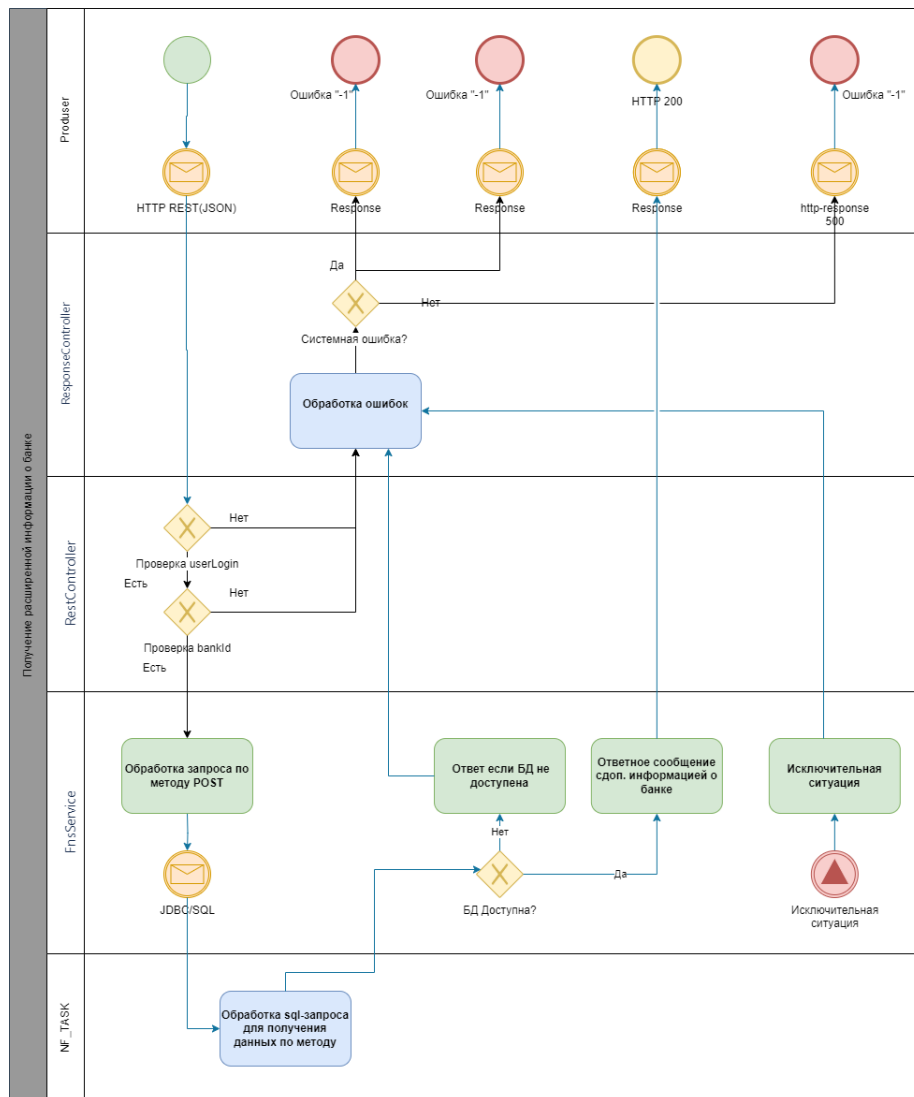 Получение расширенной информации о банке
Produser
Ошибка "-1"
Ошибка "-1"
HTTP 200
Ошибка "-1"
HTTP REST(JSON)
Response
Response
Response
http-response
500
ResponseController
Да
Нет
Системная ошибка?
Обработка ошибок
RestController
Нет
Проверка userLogin
Есть
Нет
Проверка bankId
Есть
FnsService
Обработка запроса по
методу POST
Ответ если БД не
доступена
Ответное сообщение
сдоп. информацией о
банке
Исключительная
ситуация
Нет
Да
JDBC/SQL
БД Доступна?
Исключительная
ситуация
NF_TASK
Обработка sql-запроса
для получения
данных по методу